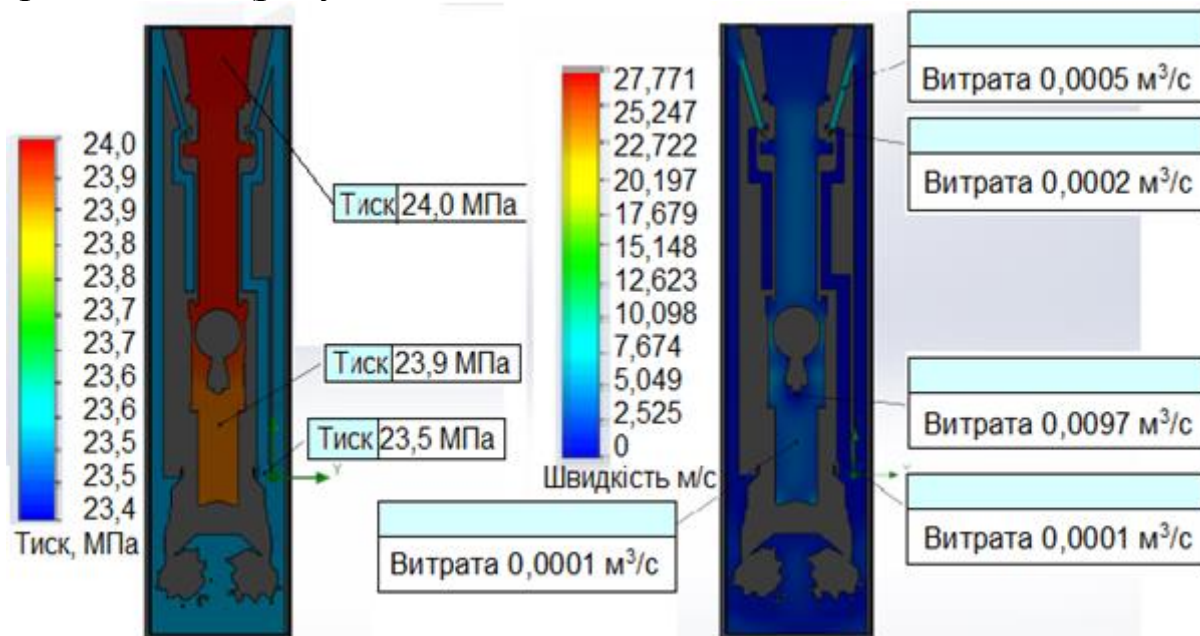 24,0
23,9
23,9
23,8
23,8
23,7
23,7
23,6
23,6
23,5
23,5
23,4
Тиск, МПа
Тиск 24,0 МПа
Тиск 23,9 МПа
Тиск 23,5 МПа
27,771
25,247
22,722
20,197
17,679
15,148
12,623
10,098
7,674
5,049
2,525
0
Швидкість м/с
Витрата 0,0005 м³/с
Витрата 0,0002 м³/с
Витрата 0,0097 м³/с
Витрата 0,0001 м³/с
Витрата 0,0001 м³/с
Y